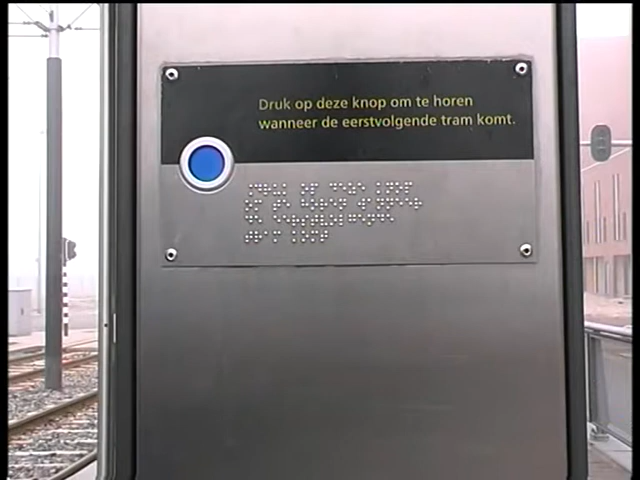 Druk op deze knop om te horen
wanneer de eerstvolgende tram komt.